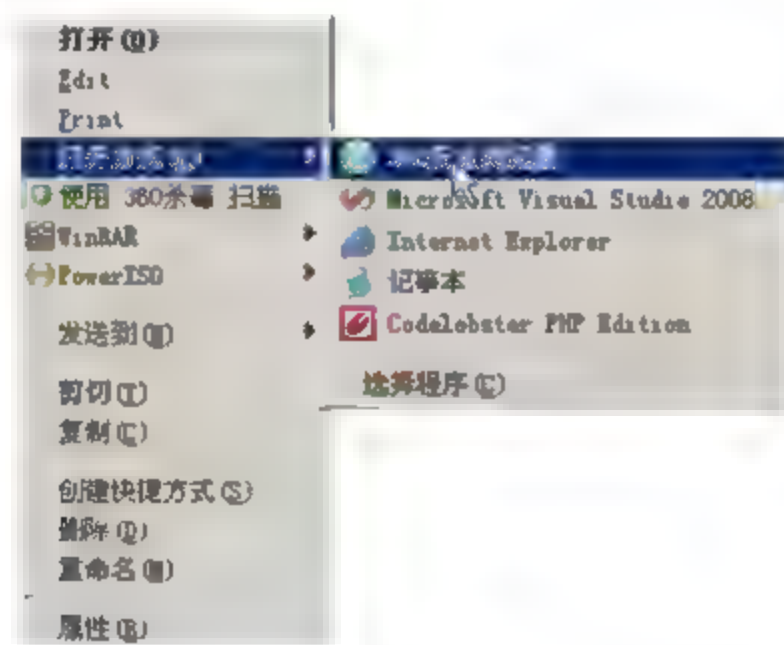 打开(O)
Edit
Print
使用 360杀毒 扫描
WinRAR
PowerISO
发送到(N)
剪切(T)
复制(C)
创建快捷方式(S)
删除(D)
重命名(M)
属性(R)
Microsoft Visual Studio 2008
Internet Explorer
记事本
Codelobster PHP Edition
选择程序(C)